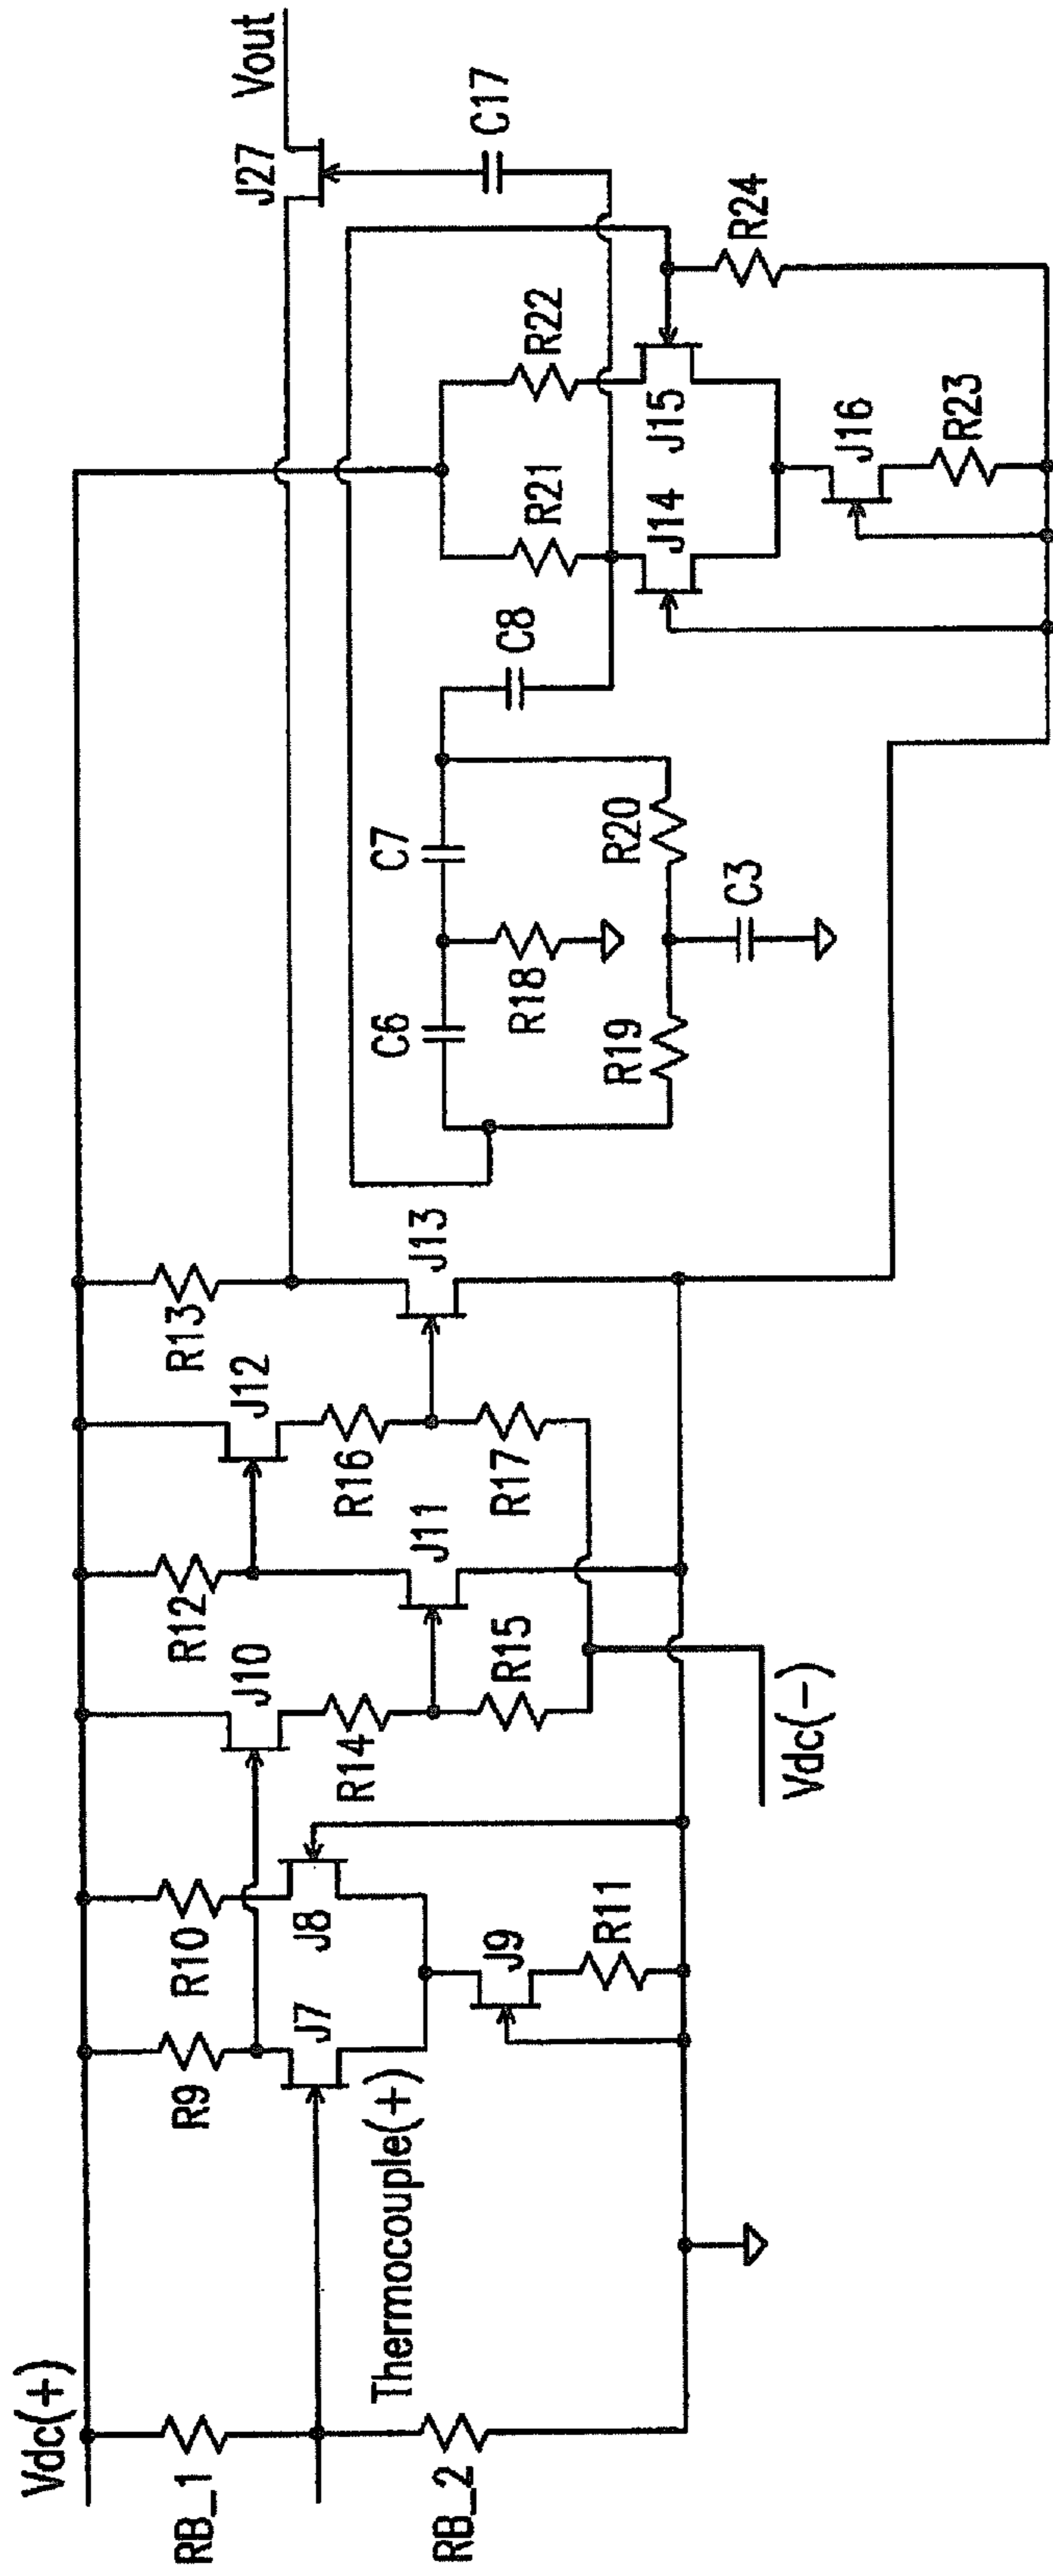 Vdc(+)
RB_1
RB_2
Thermocouple(+)
R9
R10
J7
J8
J9
R11
J10
R12
J12
R13
R14
J11
R16
J13
R15
R17
Vdc(-)
C6
C7
C8
R18
R19
R20
C3
R21
R22
J14
J15
J16
R23
R24
J27
C17
Vout